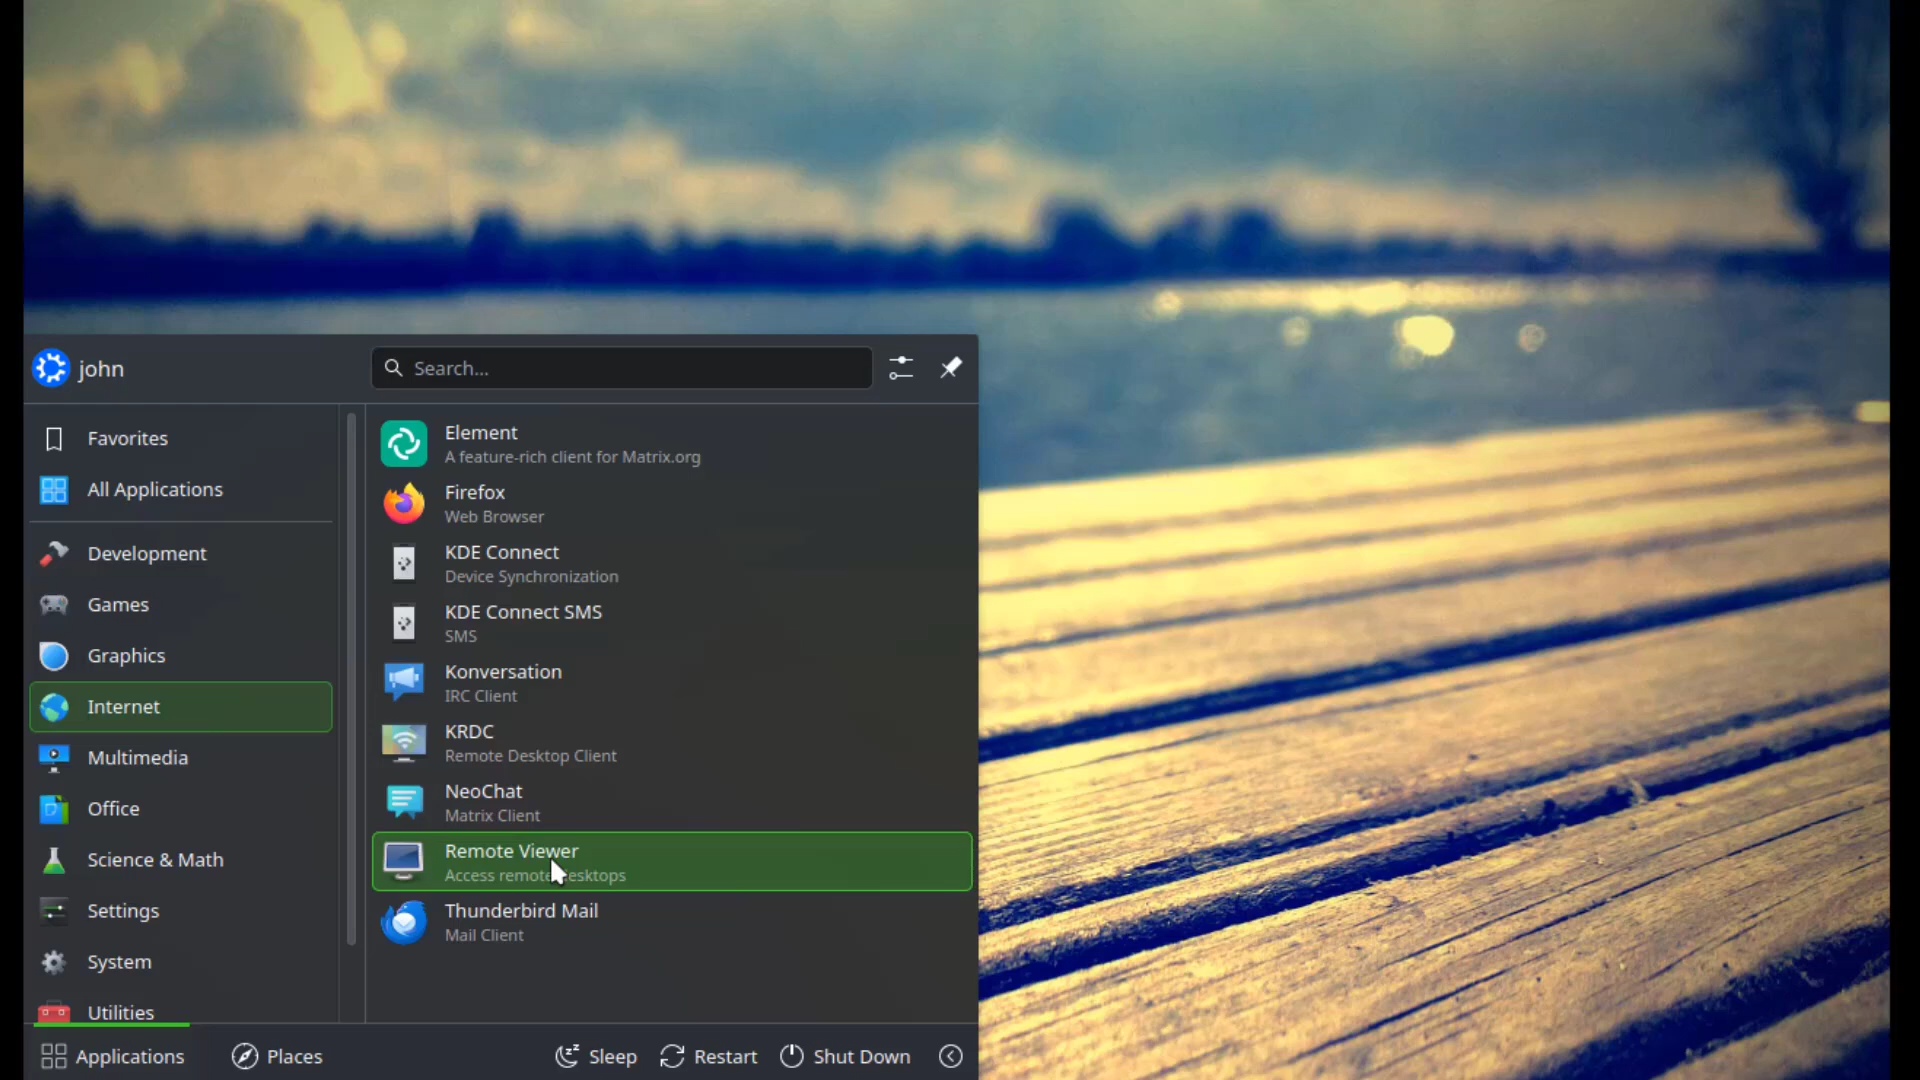 john
Search...
Favorites
All Applications
Development
Games
Graphics
Internet
Multimedia
Office
Science & Math
Settings
System
Utilities
Element
A feature-rich client for Matrix.org
Firefox
Web Browser
KDE Connect
Device Synchronization
KDE Connect SMS
SMS
Konversation
IRC Client
KRDC
Remote Desktop Client
NeoChat
Matrix Client
Remote Viewer
Access remote desktops
Thunderbird Mail
Mail Client
Applications
Places
Sleep
Restart
Shut Down